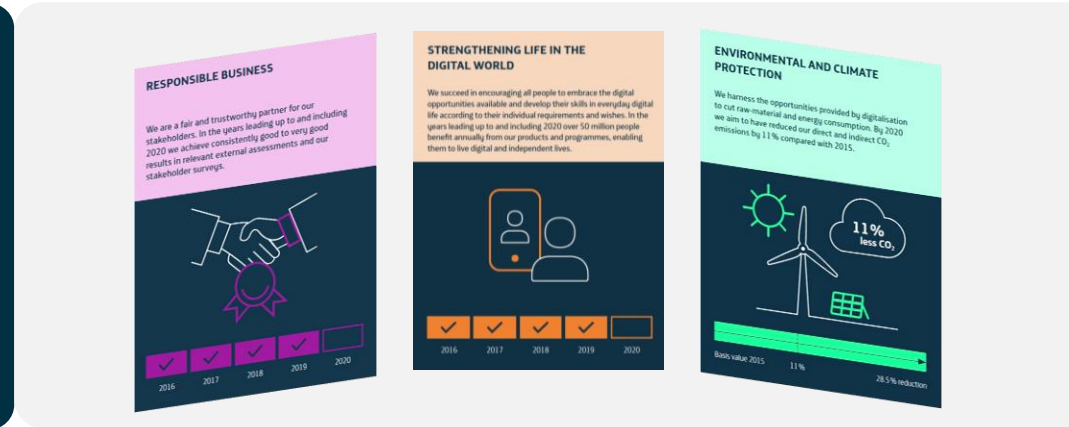 RESPONSIBLE BUSINESS
We are a fair and trustworthy partner for our
stakeholders. In the years leading up to and including
2020 we achieve consistently good to very good
results in relevant external assessments and our
stakeholder surveys.
2016
2017
2018
2019
2020
STRENGTHENING LIFE IN THE
DIGITAL WORLD
We succeed in encouraging all people to embrace the digital
opportunities available and develop their skills in everyday digital
life according to their individual requirements and wishes. In the
years leading up to and including 2020 over 50 million people
benefit annually from our products and programmes, enabling
them to live digital and independent lives.
2016
2017
2018
2019
2020
ENVIRONMENTAL AND CLIMATE
PROTECTION
We harness the opportunities provided by digitalisation
to cut raw-material and energy consumption. By 2020
we aim to have reduced our direct and indirect CO₂
emissions by 11 % compared with 2015.
11%
less CO₂
Basis value 2015
11 %
28.5 % reduction